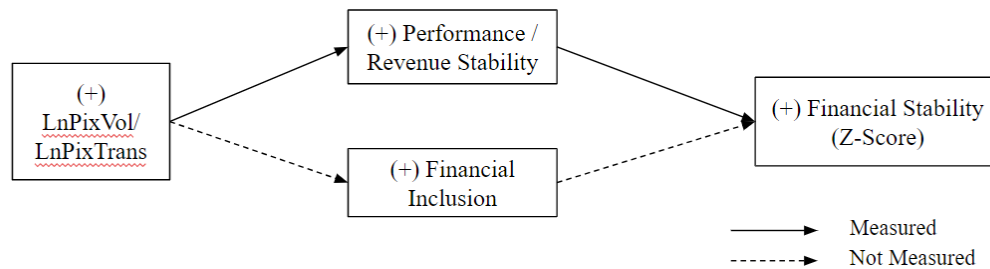 (+)
LnPixVol/
LnPixTrans
(+) Performance /
Revenue Stability
(+) Financial
Inclusion
(+) Financial Stability
(Z-Score)
Measured
Not Measured